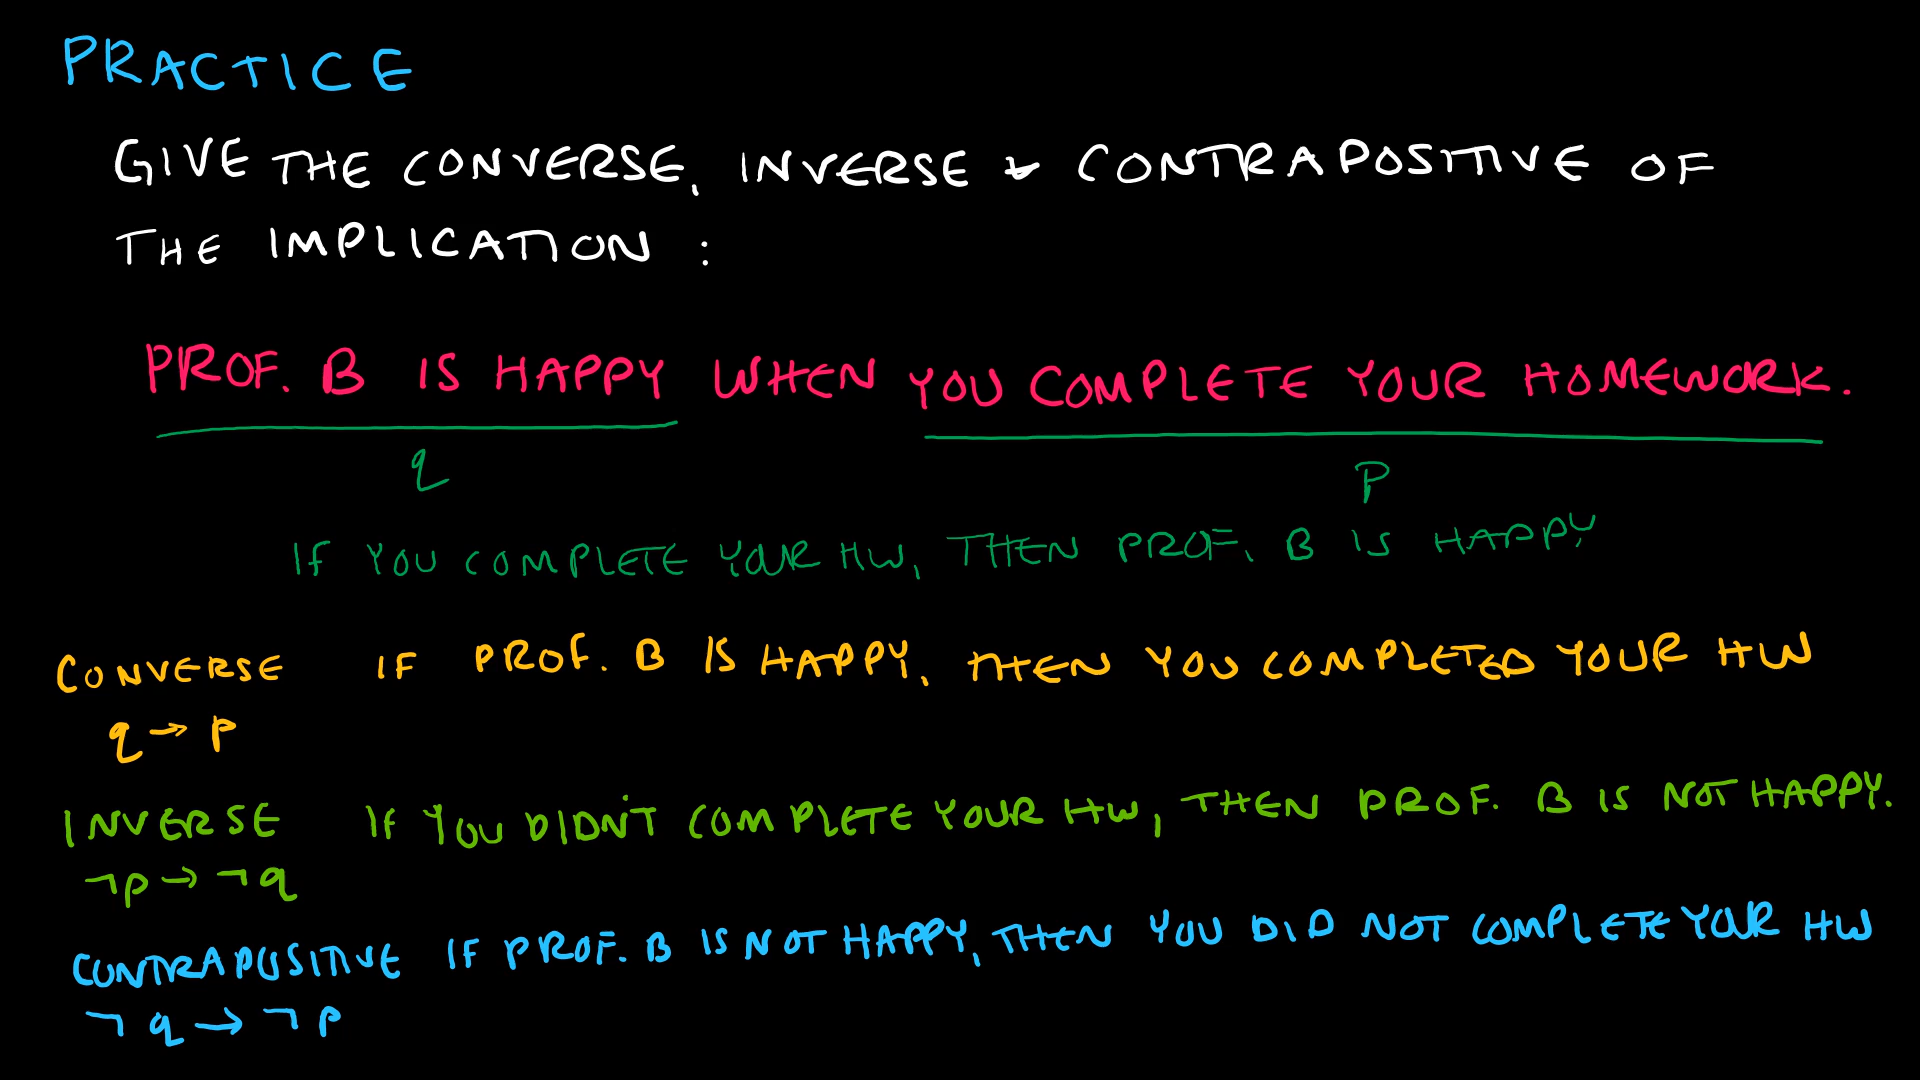 PRACTICE
GIVE THE CONVERSE, INVERSE & CONTRAPOSITIVE OF
THE IMPLICATION :
PROF. B IS HAPPY WHEN YOU COMPLETE YOUR HOMEWORK.
q P
IF YOU COMPLETE YOUR HW, THEN PROF. B IS HAPPY
CONVERSE IF PROF. B IS HAPPY, THEN YOU COMPLETED YOUR HW
q → p
INVERSE IF YOU DIDN'T COMPLETE YOUR HW, THEN PROF. B IS NOT HAPPY.
¬p → ¬q
CONTRAPOSITIVE IF PROF. B IS NOT HAPPY, THEN YOU DID NOT COMPLETE YOUR HW
¬q → ¬p